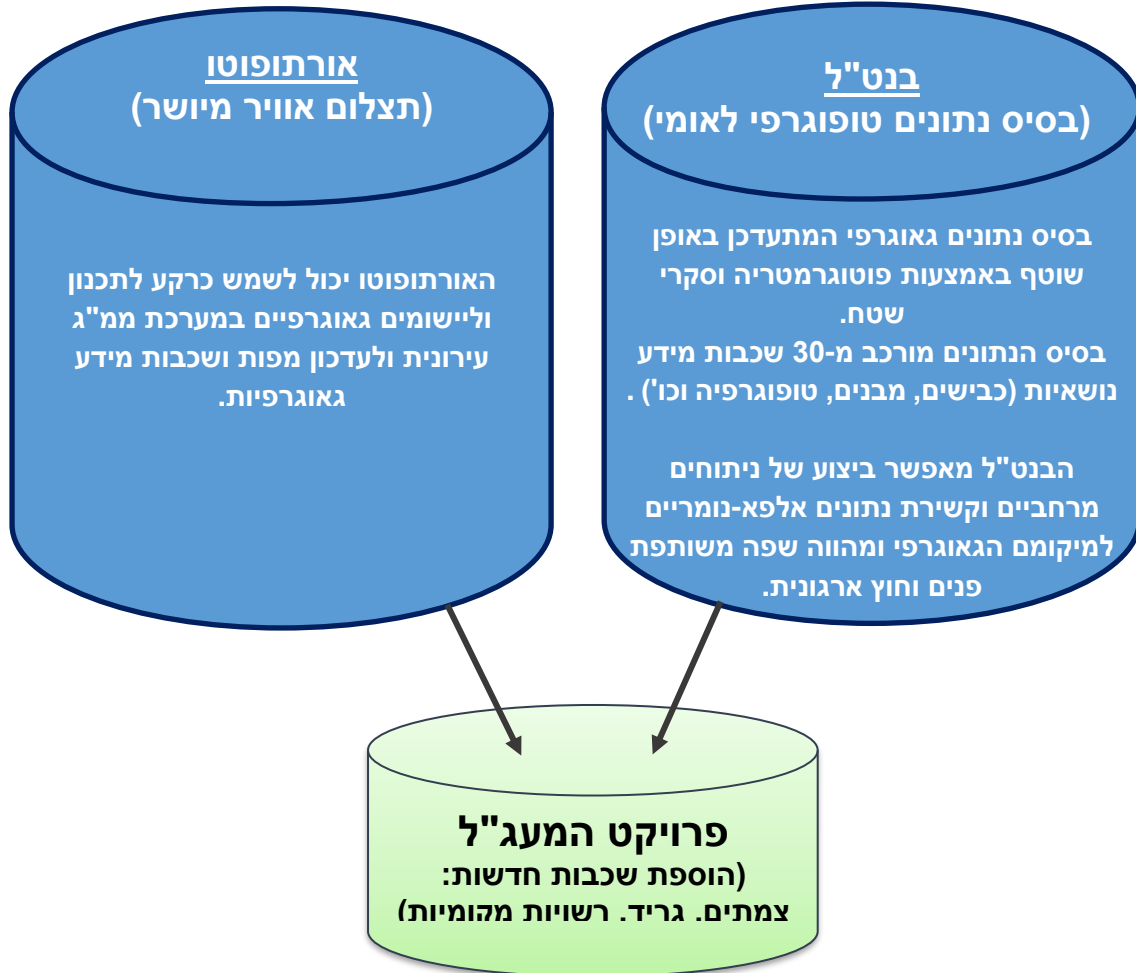 בנט"ל
(בסיס נתונים טופוגרפי לאומי)
בסיס נתונים גאוגרפי המתעדכן באופן
שוטף באמצעות פוטוגרמטריה וסקרי
שטח.
בסיס הנתונים מורכב מ-30 שכבות מידע
נושאיות (כבישים, מבנים, טופוגרפיה וכו') .
הבנט"ל מאפשר ביצוע של ניתוחים
מרחביים וקשירת נתונים אלפא-נומריים
למיקומם הגאוגרפי ומהווה שפה משותפת
פנים וחוץ ארגונית.
אורתופוטו
(תצלום אוויר מיושר)
האורתופוטו יכול לשמש כרקע לתכנון
וליישומים גאוגרפיים במערכת ממ"ג
עירונית ולעדכון מפות ושכבות מידע
גאוגרפיות.
פרויקט המעג"ל
(הוספת שכבות חדשות:
צמתים, גריד, רשויות מקומיות)